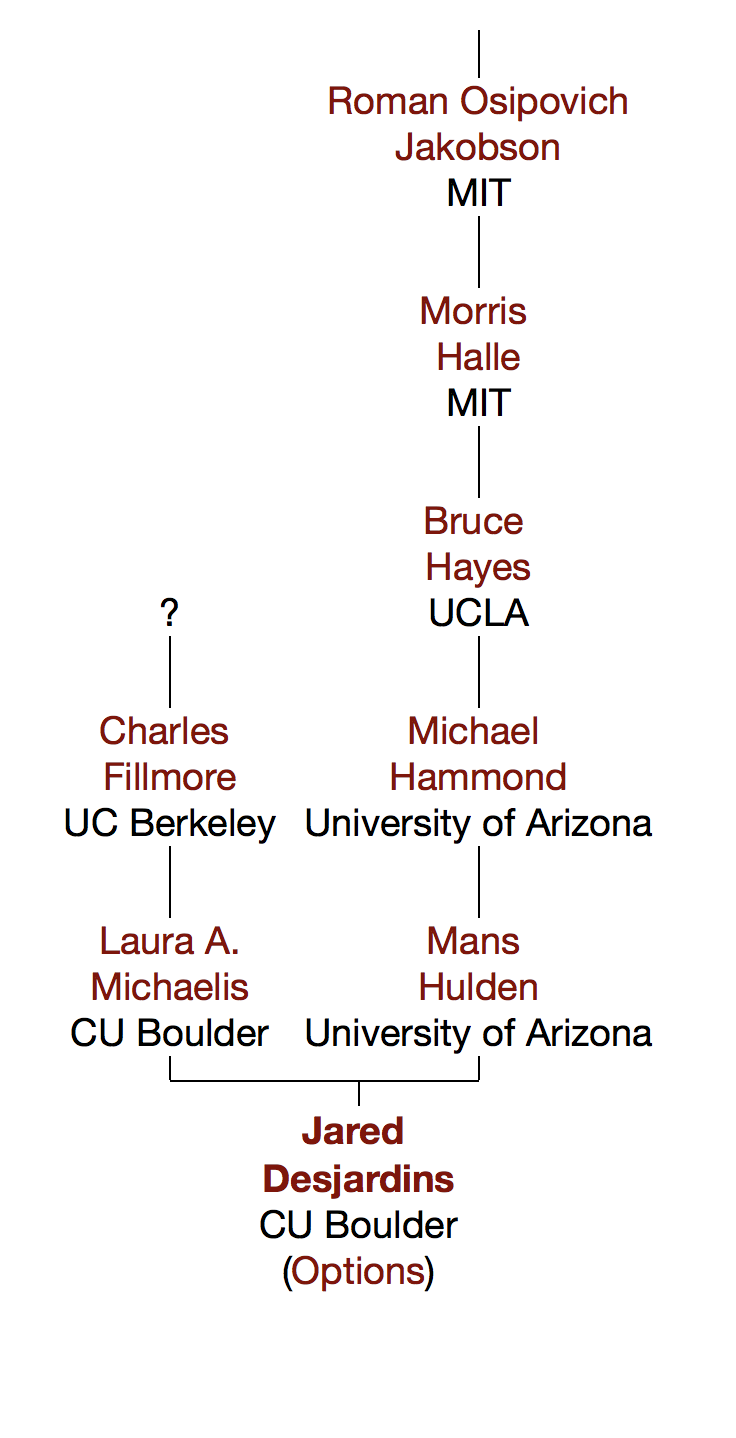 Roman Osipovich
Jakobson
MIT
Morris
Halle
MIT
Bruce
Hayes
UCLA
?
Charles
Fillmore
UC Berkeley
Michael
Hammond
University of Arizona
Laura A.
Michaelis
CU Boulder
Mans
Hulden
University of Arizona
Jared
Desjardins
CU Boulder
(Options)